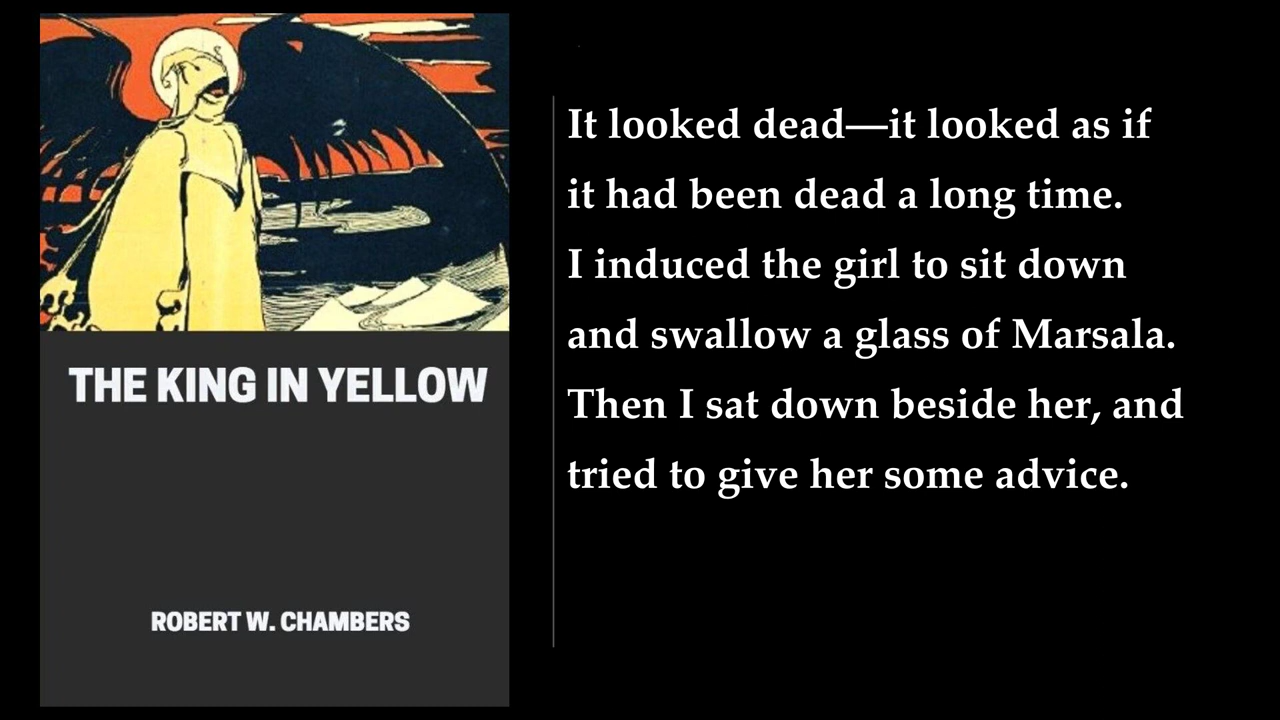 THE KING IN YELLOW
ROBERT W. CHAMBERS
It looked dead—it looked as if
it had been dead a long time.
I induced the girl to sit down
and swallow a glass of Marsala.
Then I sat down beside her, and
tried to give her some advice.